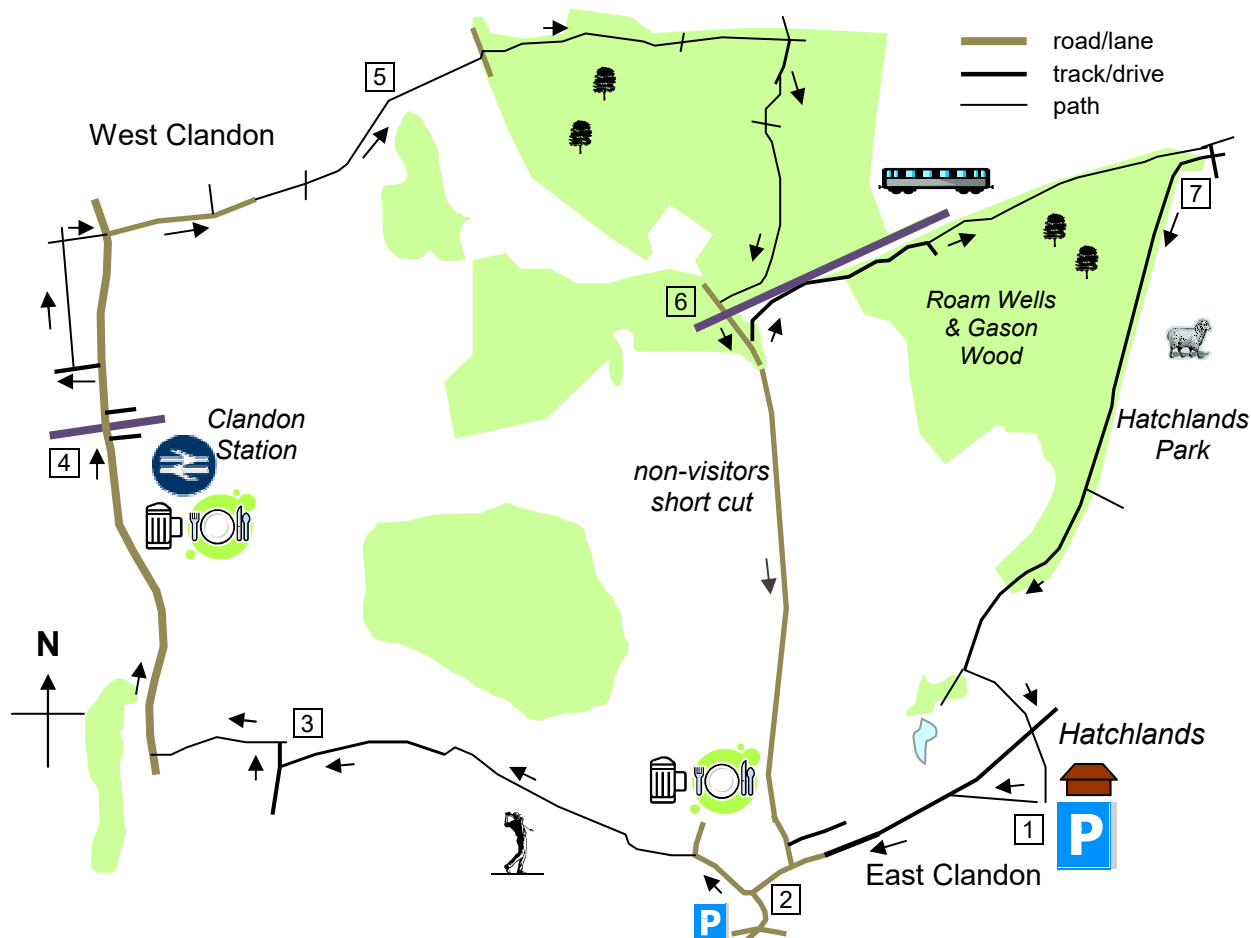 road/lane
track/drive
path
5
West Clandon
7
6
Roam Wells
& Gason
Wood
Clandon
Station
Hatchlands
Park
4
non-visitors
short cut
N
3
Hatchlands
1
P
East Clandon
2
P